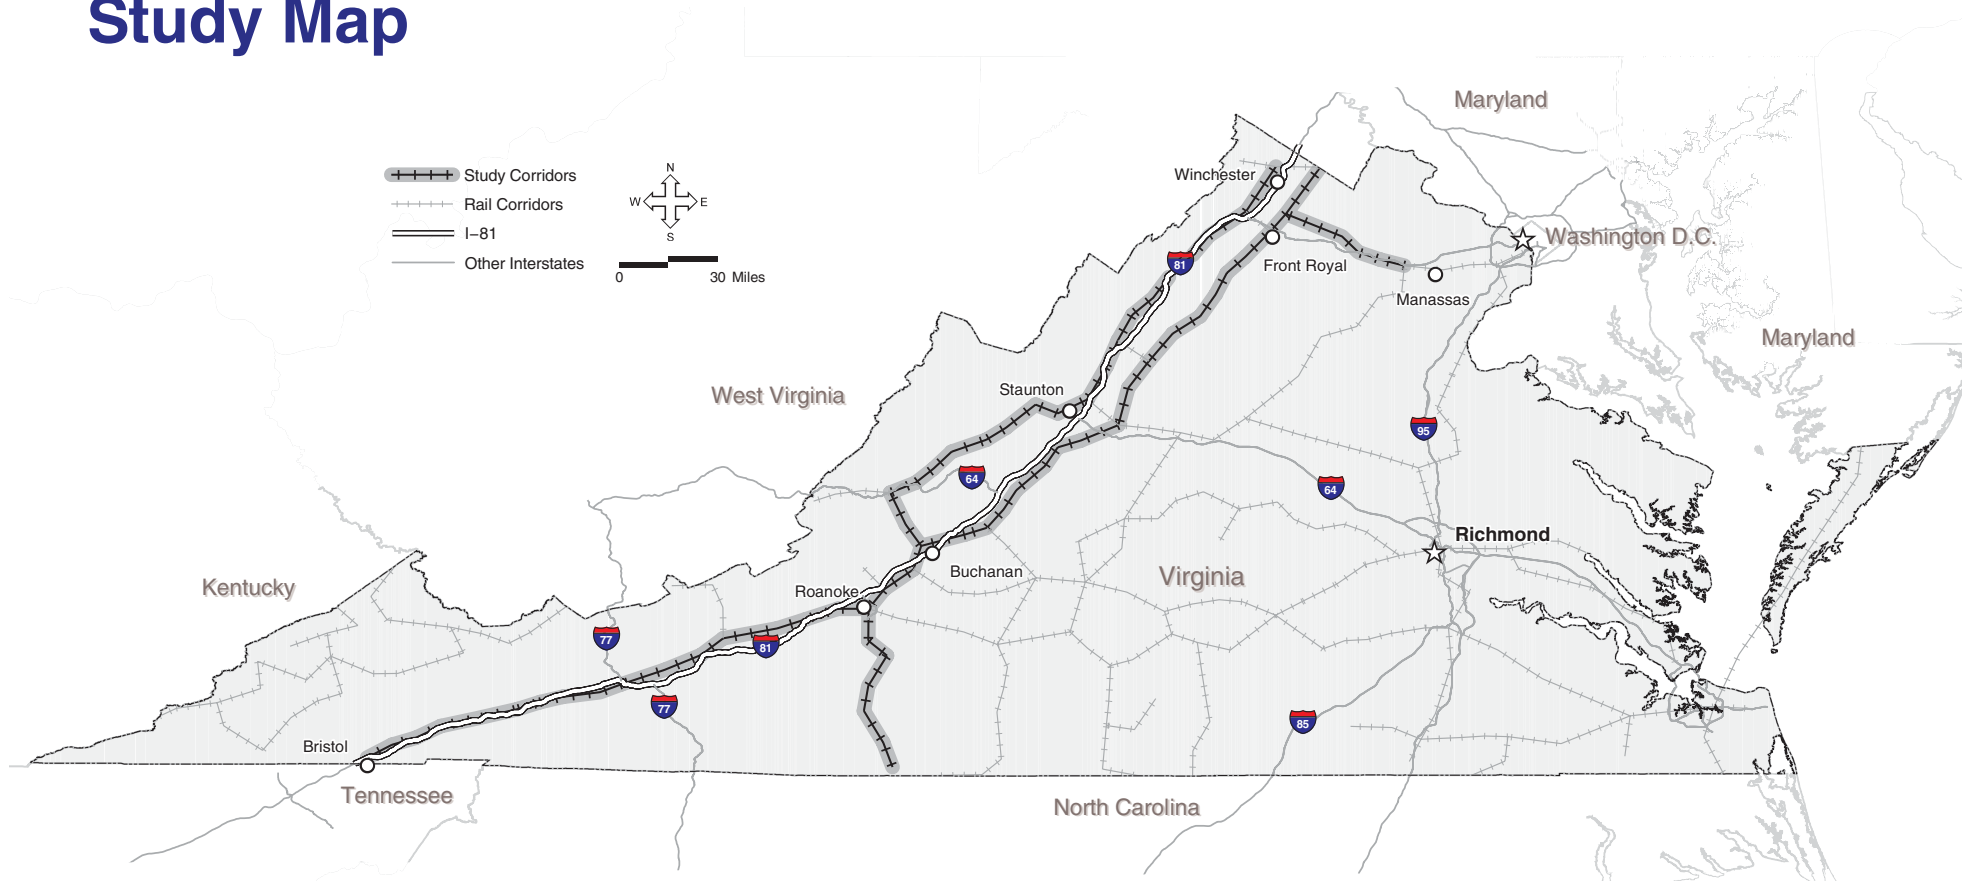 Study Map
Maryland
Study Corridors
Rail Corridors
I–81
Other Interstates
N
W
E
S
0
30 Miles
Winchester
Washington D.C.
81
Front Royal
Manassas
Maryland
West Virginia
Staunton
95
64
64
Richmond
Buchanan
Virginia
Kentucky
Roanoke
77
81
77
85
Bristol
Tennessee
North Carolina